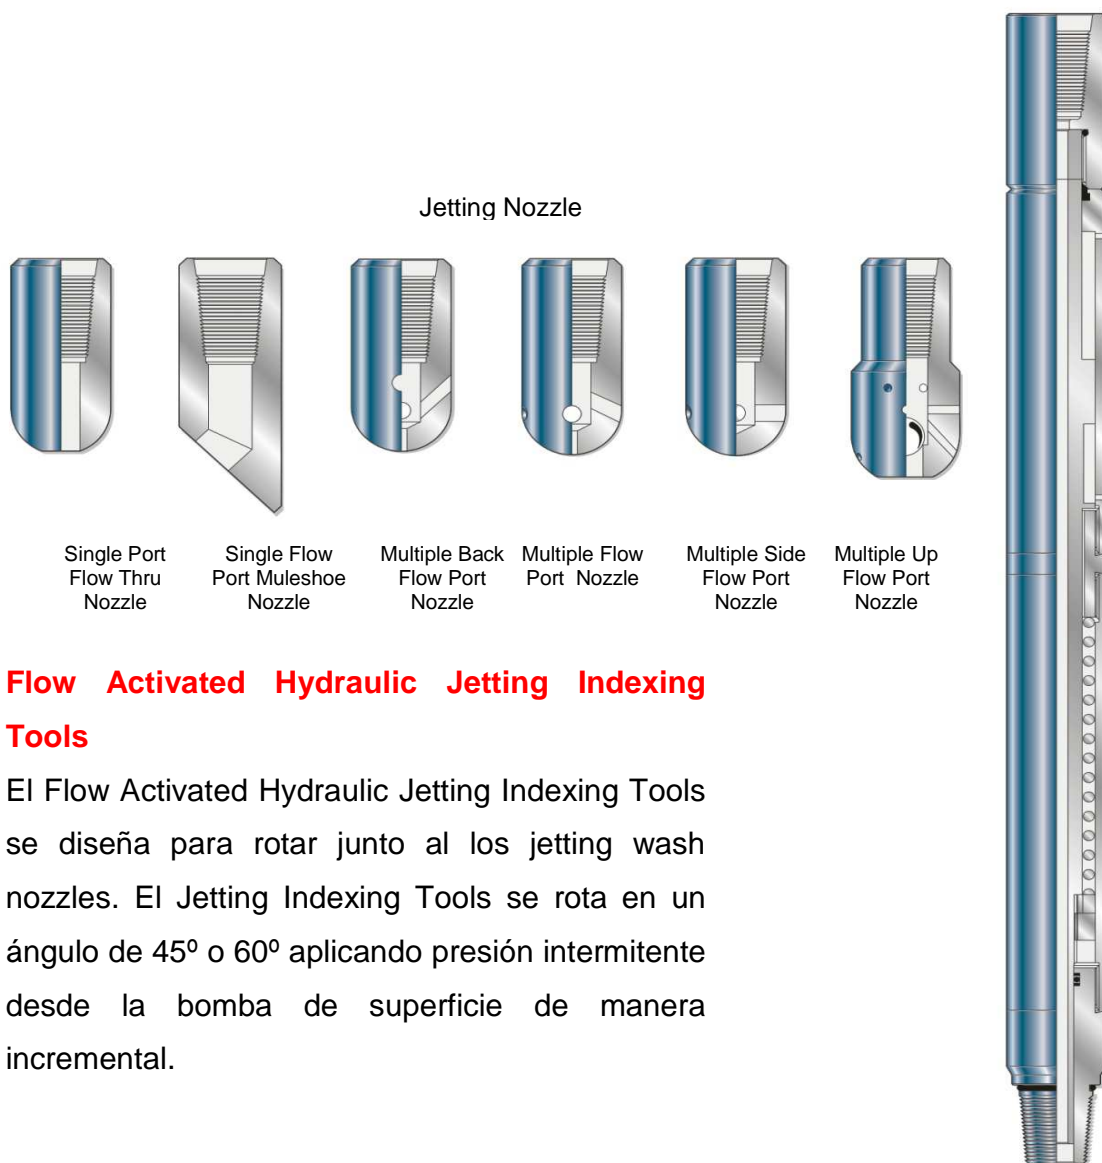 Jetting Nozzle
Single Port
Flow Thru
Nozzle
Single Flow
Port Muleshoe
Nozzle
Multiple Back
Flow Port
Nozzle
Multiple Flow
Port Nozzle
Multiple Side
Flow Port
Nozzle
Multiple Up
Flow Port
Nozzle
Flow Activated Hydraulic Jetting Indexing
Tools
El Flow Activated Hydraulic Jetting Indexing Tools
se diseña para rotar junto al los jetting wash
nozzles. El Jetting Indexing Tools se rota en un
ángulo de 45º o 60º aplicando presión intermitente
desde la bomba de superficie de manera
incremental.